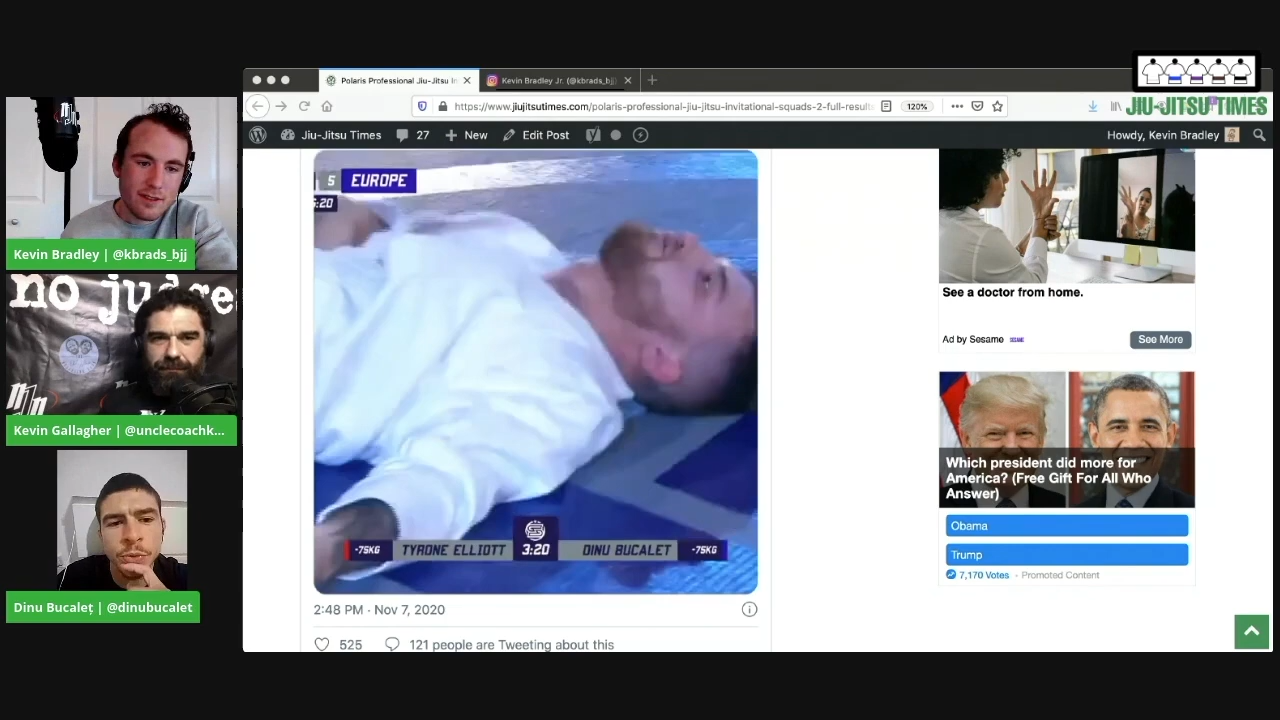 Polaris Professional Jiu-Jitsu In
Kevin Bradley Jr. (@kbrads_bjj)
https://www.jiujitsutimes.com/polaris-professional-jiu-jitsu-invitational-squads-2-full-results
120%
JIU-JITSU TIMES
Jiu-Jitsu Times
27
New
Edit Post
Howdy, Kevin Bradley
Kevin Bradley | @kbrads_bjj
no judges
Kevin Gallagher | @unclecoachk...
Dinu Bucaleț | @dinubucalet
5 EUROPE
:20
-75KG TYRONE ELLIOTT 3:20 DINU BUCALET -75KG
2:48 PM · Nov 7, 2020
525
121 people are Tweeting about this
See a doctor from home.
Ad by Sesame
See More
Which president did more for
America? (Free Gift For All Who
Answer)
Obama
Trump
7,170 Votes · Promoted Content